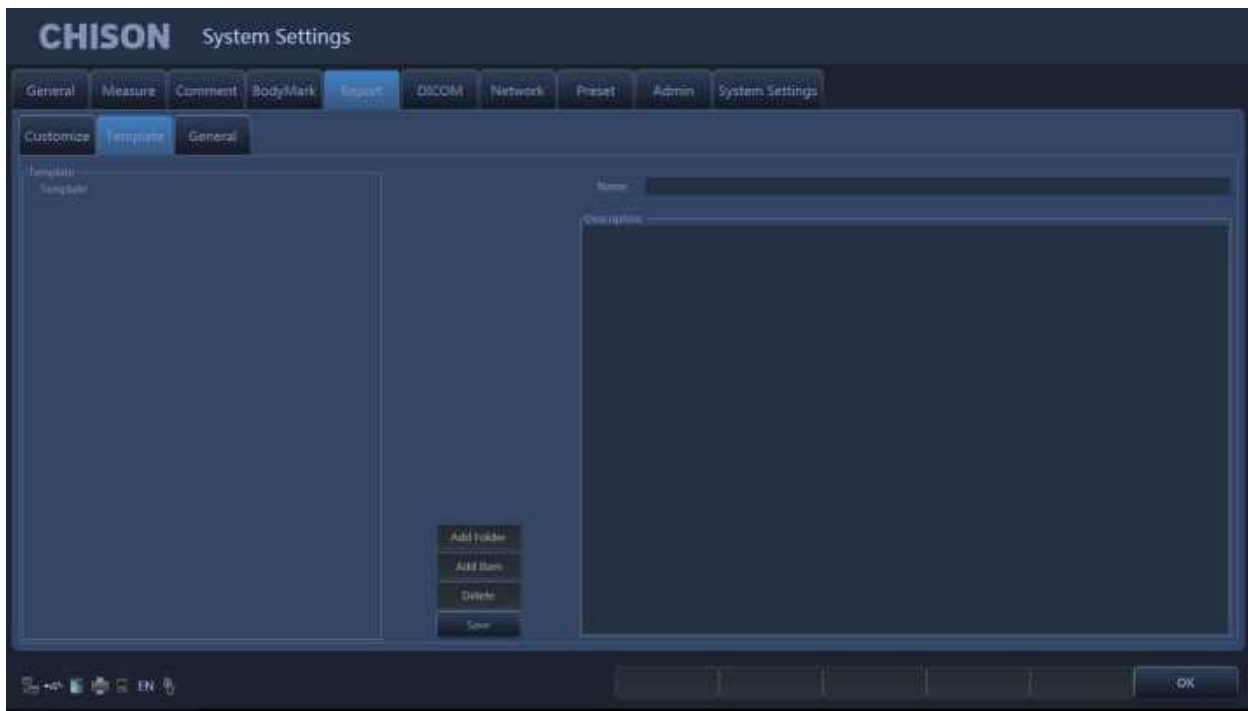 CHISON System Settings
General Measure Comment BodyMark Report DICOM Network Preset Admin System Settings
Customize Template General
Template
Template
Name
Description
Add Folder
Add Item
Delete
Save
EN
OK